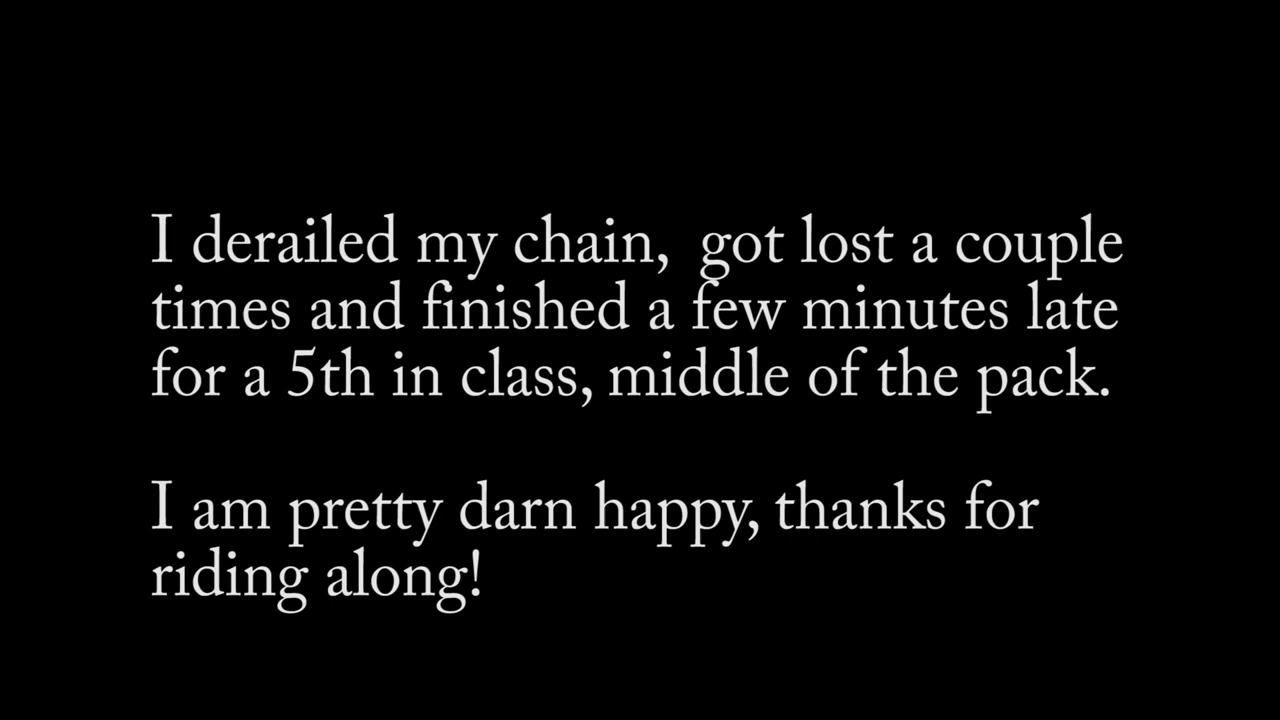 I derailed my chain,  got lost a couple
times and finished a few minutes late
for a 5th in class, middle of the pack.
I am pretty darn happy, thanks for
riding along!